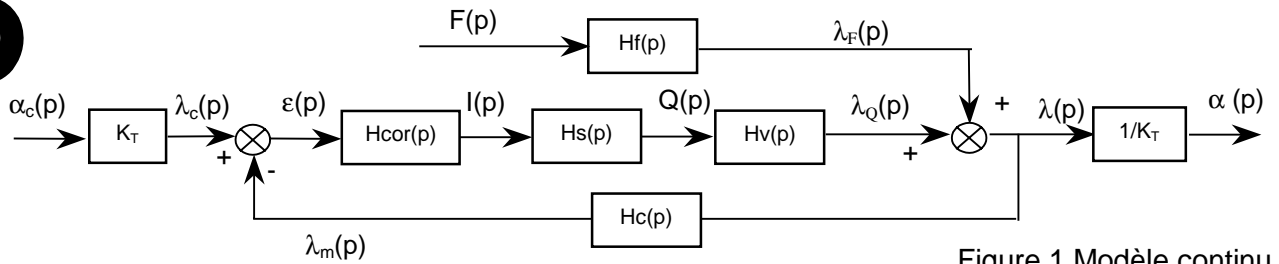 F(p) Hf(p) λF(p)
αc(p) KT λc(p) ε(p) Hcor(p) I(p) Hs(p) Q(p) Hv(p) λQ(p) + λ(p) 1/KT α (p)
+ - +
Hc(p)
λm(p)
Figure 1 Modèle continu